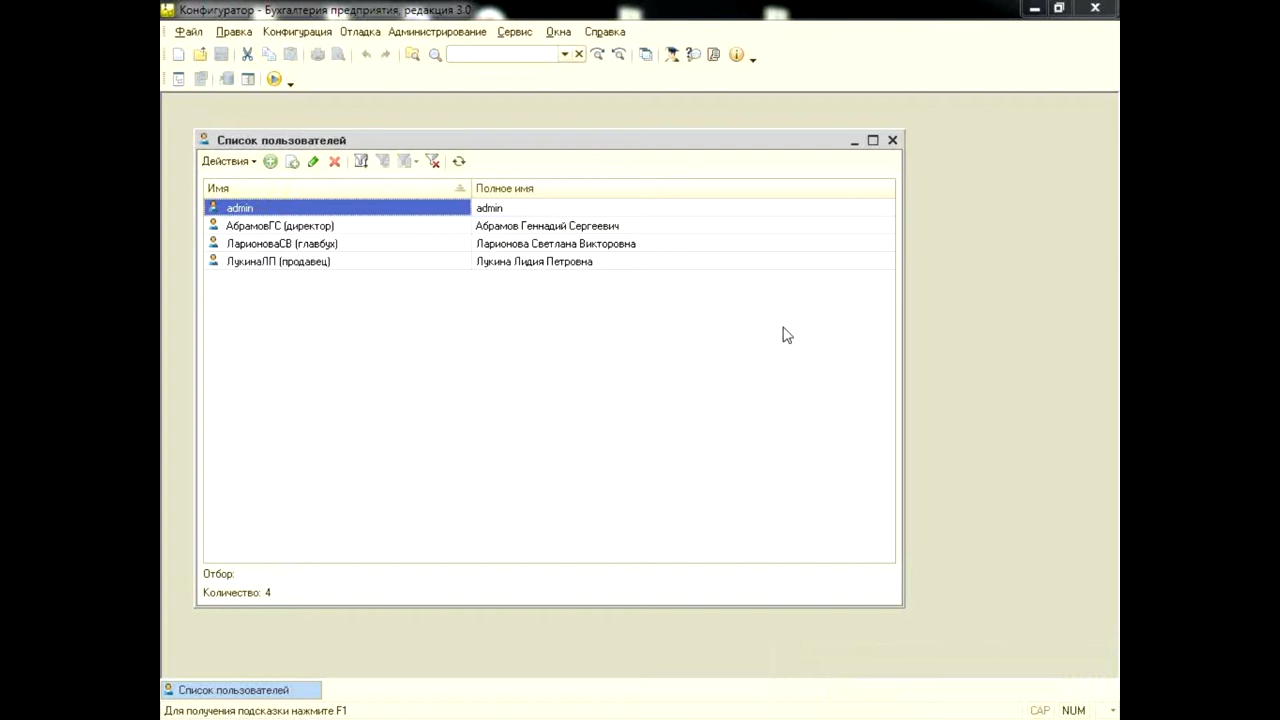 Конфигуратор - Бухгалтерия предприятия, редакция 3.0
Файл Правка Конфигурация Отладка Администрирование Сервис Окна Справка
Список пользователей
Действия
Имя Полное имя
admin admin
АбрамовГС (директор) Абрамов Геннадий Сергеевич
ЛарионоваСВ (главбух) Ларионова Светлана Викторовна
ЛукинаЛП (продавец) Лукина Лидия Петровна
Отбор:
Количество: 4
Список пользователей
Для получения подсказки нажмите F1 CAP NUM